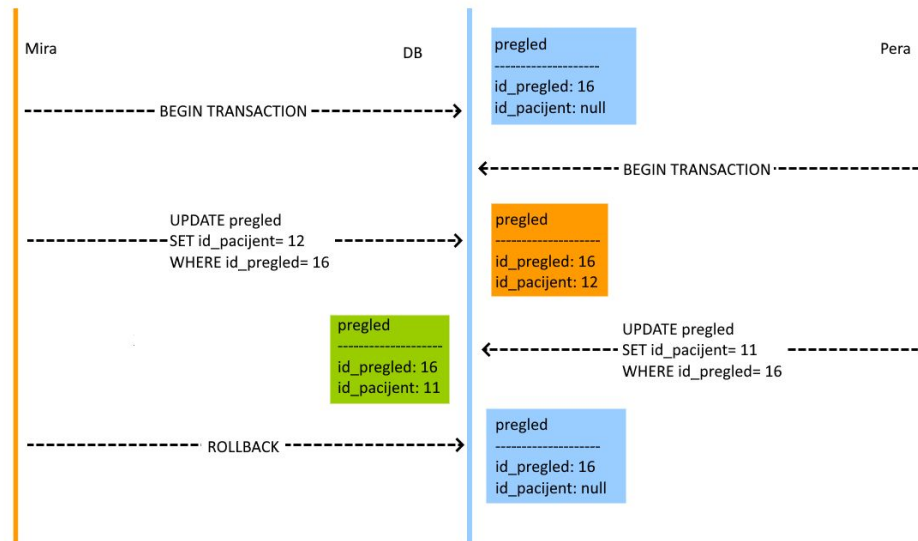 Mira
DB
Pera
pregled
--------------------
id_pregled: 16
id_pacijent: null
BEGIN TRANSACTION
BEGIN TRANSACTION
UPDATE pregled
SET id_pacijent= 12
WHERE id_pregled= 16
pregled
--------------------
id_pregled: 16
id_pacijent: 12
pregled
--------------------
id_pregled: 16
id_pacijent: 11
UPDATE pregled
SET id_pacijent= 11
WHERE id_pregled= 16
ROLLBACK
pregled
--------------------
id_pregled: 16
id_pacijent: null